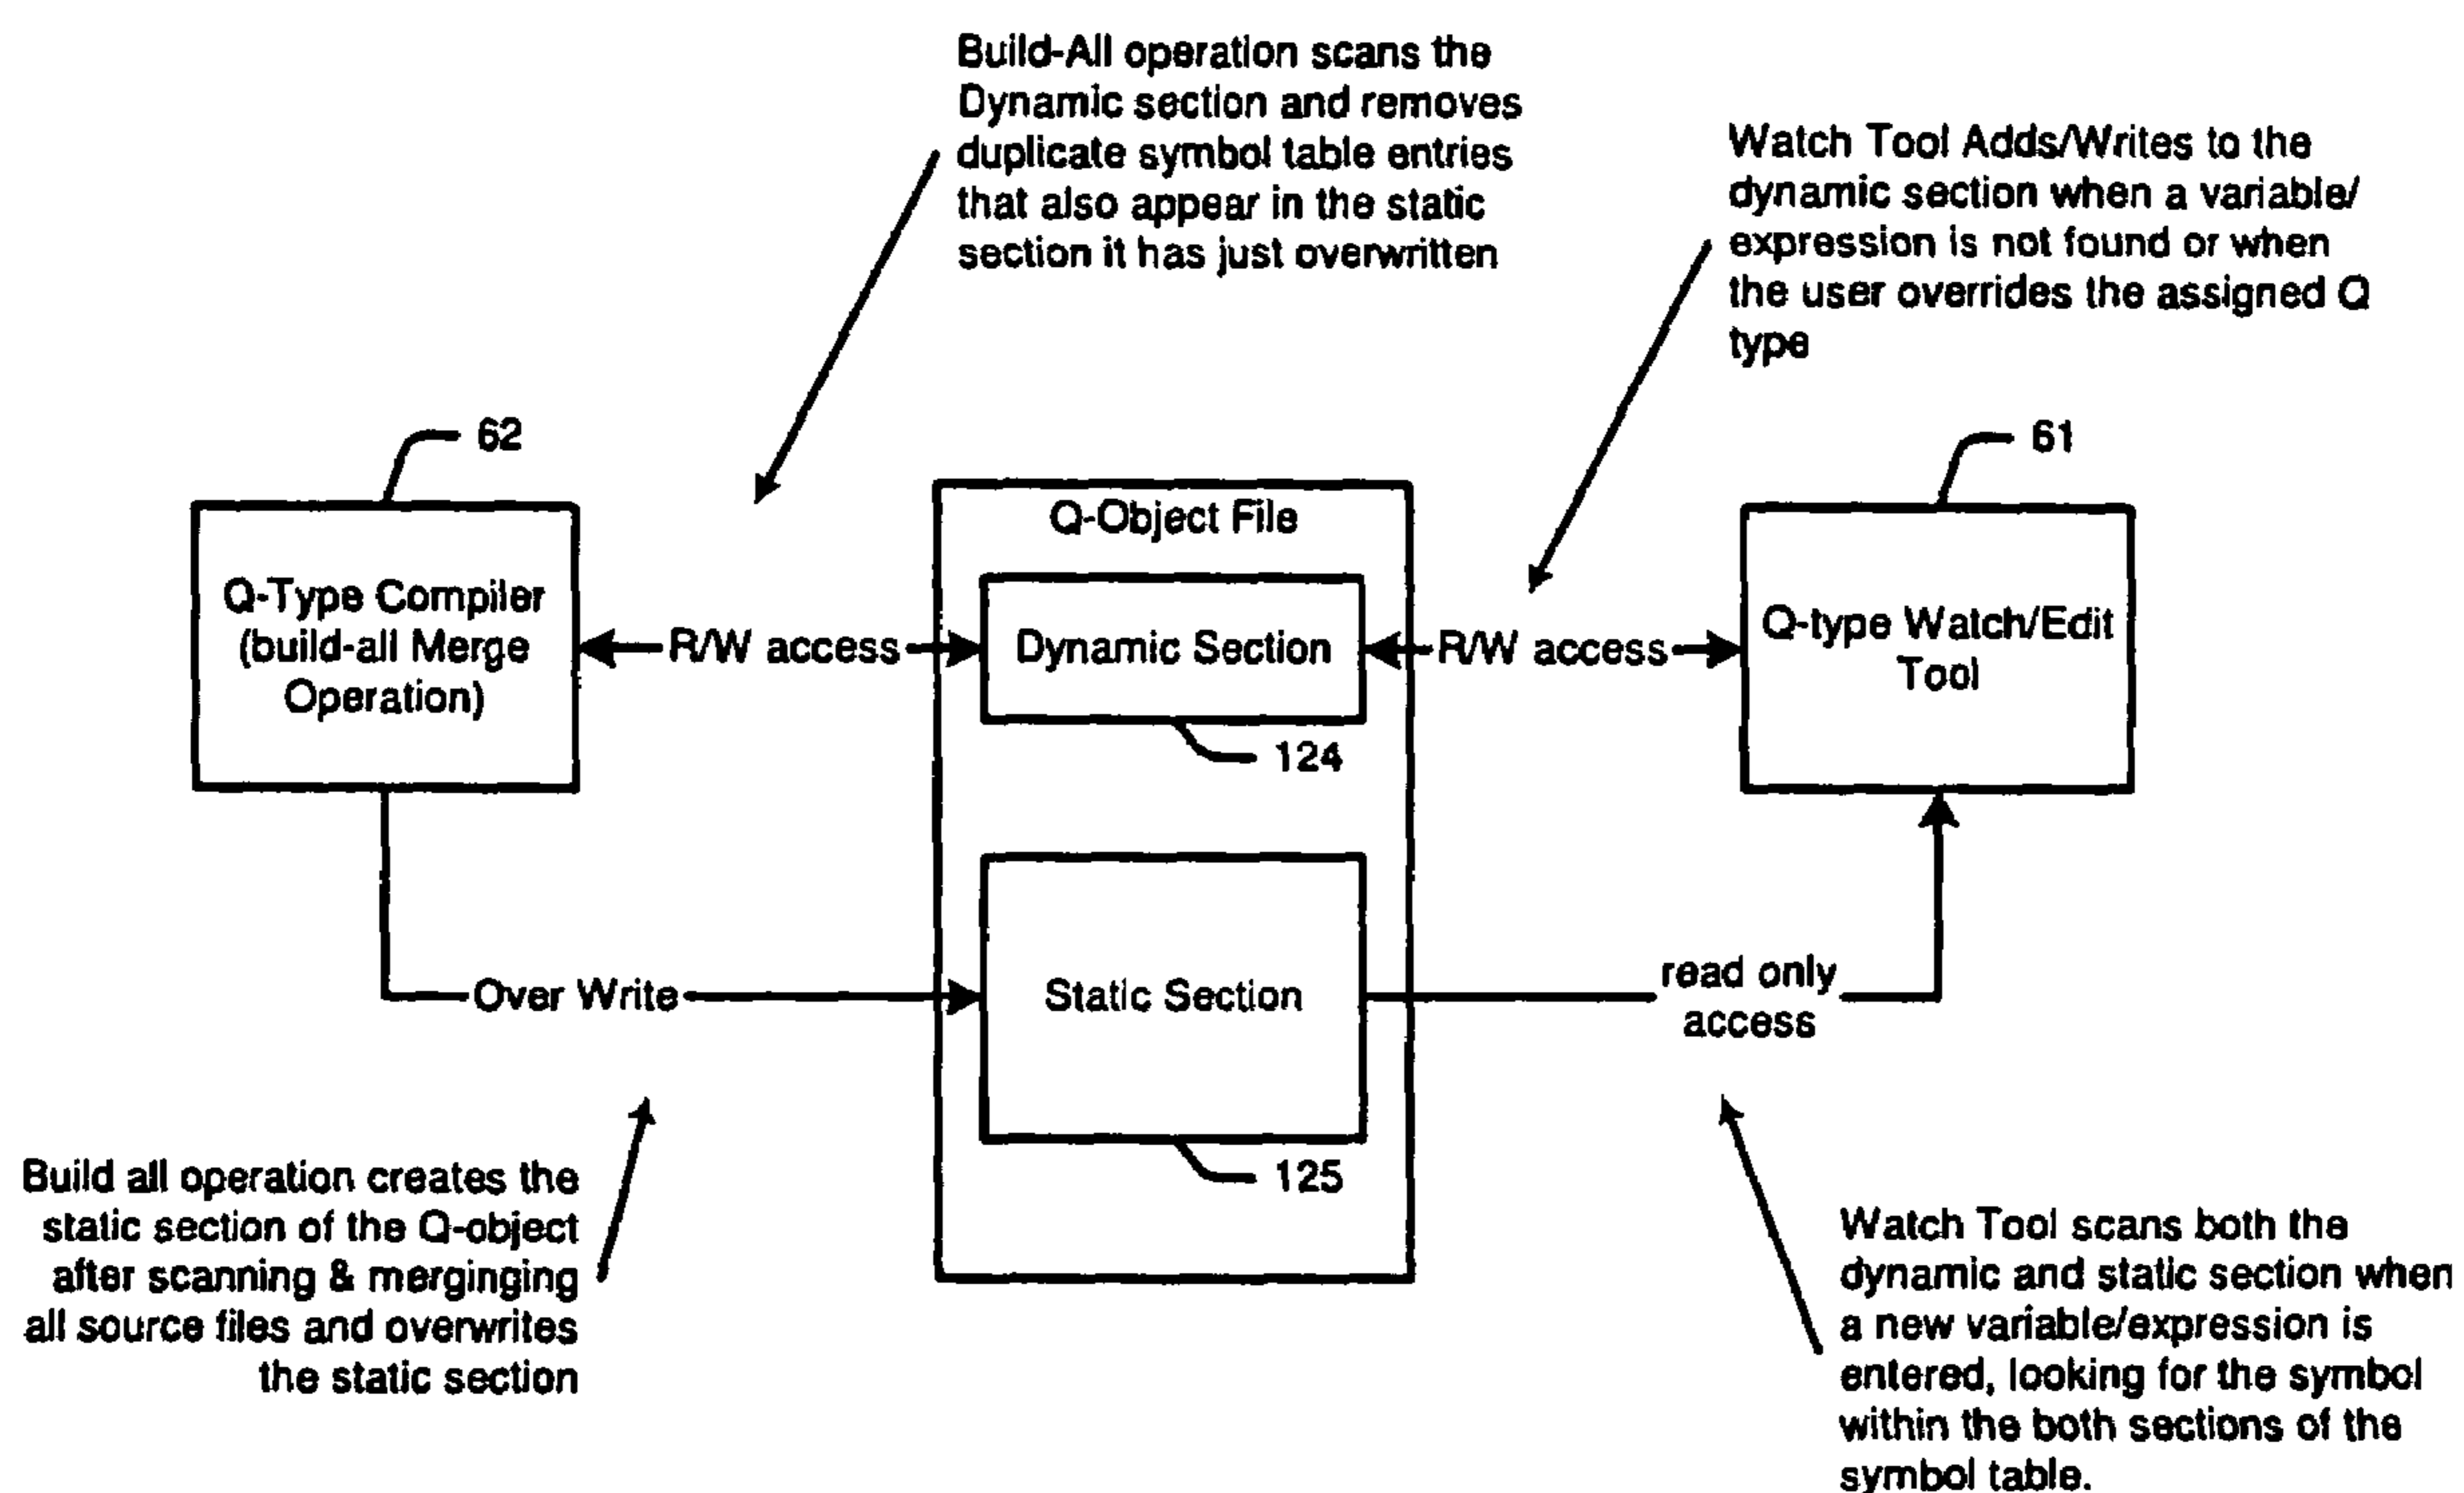 Build-All operation scans the
Dynamic section and removes
duplicate symbol table entries
that also appear in the static
section it has just overwritten
Watch Tool Adds/Writes to the
dynamic section when a variable/
expression is not found or when
the user overrides the assigned Q
type
62
61
Q-Type Compiler
(build-all Merge
Operation)
R/W access
Q-Object File
Dynamic Section
124
R/W access
Q-type Watch/Edit
Tool
Over Write
Static Section
125
read only
access
Build all operation creates the
static section of the Q-object
after scanning & merginging
all source files and overwrites
the static section
Watch Tool scans both the
dynamic and static section when
a new variable/expression is
entered, looking for the symbol
within the both sections of the
symbol table.